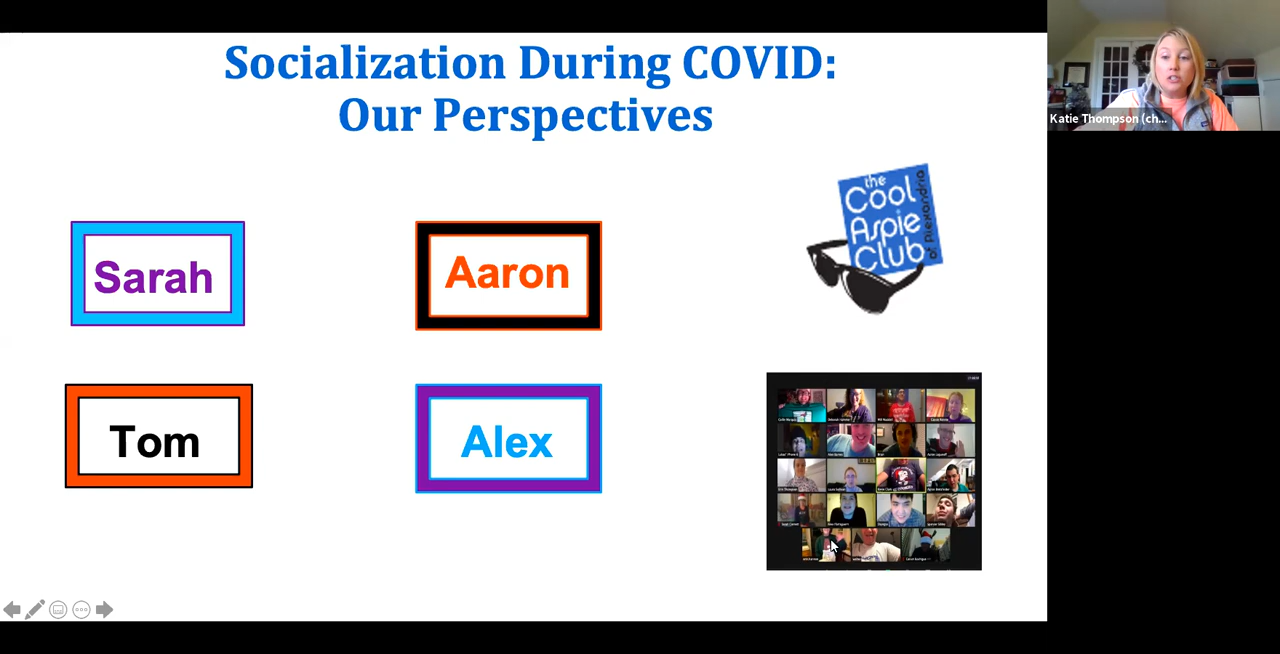 Socialization During COVID:
Our Perspectives
Katie Thompson (ch...
the
Cool
Aspie
Club
of Alexandria
Sarah
Aaron
Tom
Alex